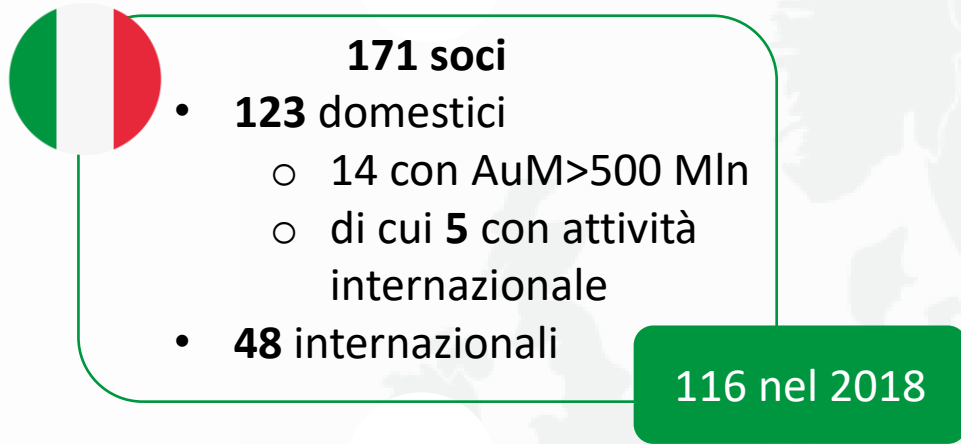 171 soci
• 123 domestici
o 14 con AuM>500 Mln
o di cui 5 con attività
internazionale
• 48 internazionali
116 nel 2018